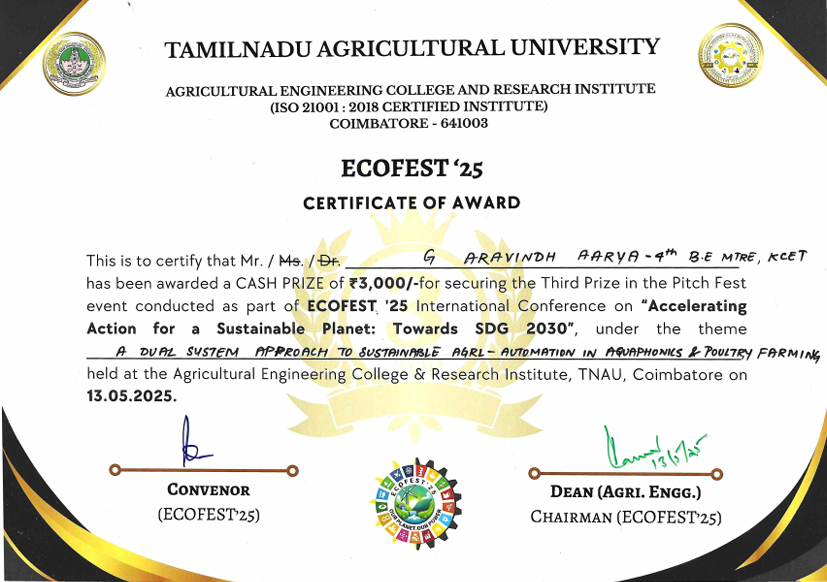 TAMILNADU AGRICULTURAL UNIVERSITY
AGRICULTURAL ENGINEERING COLLEGE AND RESEARCH INSTITUTE
(ISO 21001 : 2018 CERTIFIED INSTITUTE)
COIMBATORE - 641003
ECOFEST ‘25
CERTIFICATE OF AWARD
This is to certify that Mr. / Ms. / Dr. G ARAVINDH AARYA - 4th B.E MTRE, KCET
has been awarded a CASH PRIZE of ₹3,000/-for securing the Third Prize in the Pitch Fest
event conducted as part of ECOFEST '25 International Conference on "Accelerating
Action for a Sustainable Planet: Towards SDG 2030", under the theme
A DUAL SYSTEM APPROACH TO SUSTAINABLE AGRL - AUTOMATION IN AQUAPHONICS & POULTRY FARMING
held at the Agricultural Engineering College & Research Institute, TNAU, Coimbatore on
13.05.2025.
13/5/25
CONVENOR
(ECOFEST'25)
ECOFEST '25
OUR PLANET, OUR POWER
DEAN (AGRI. ENGG.)
CHAIRMAN (ECOFEST'25)
3